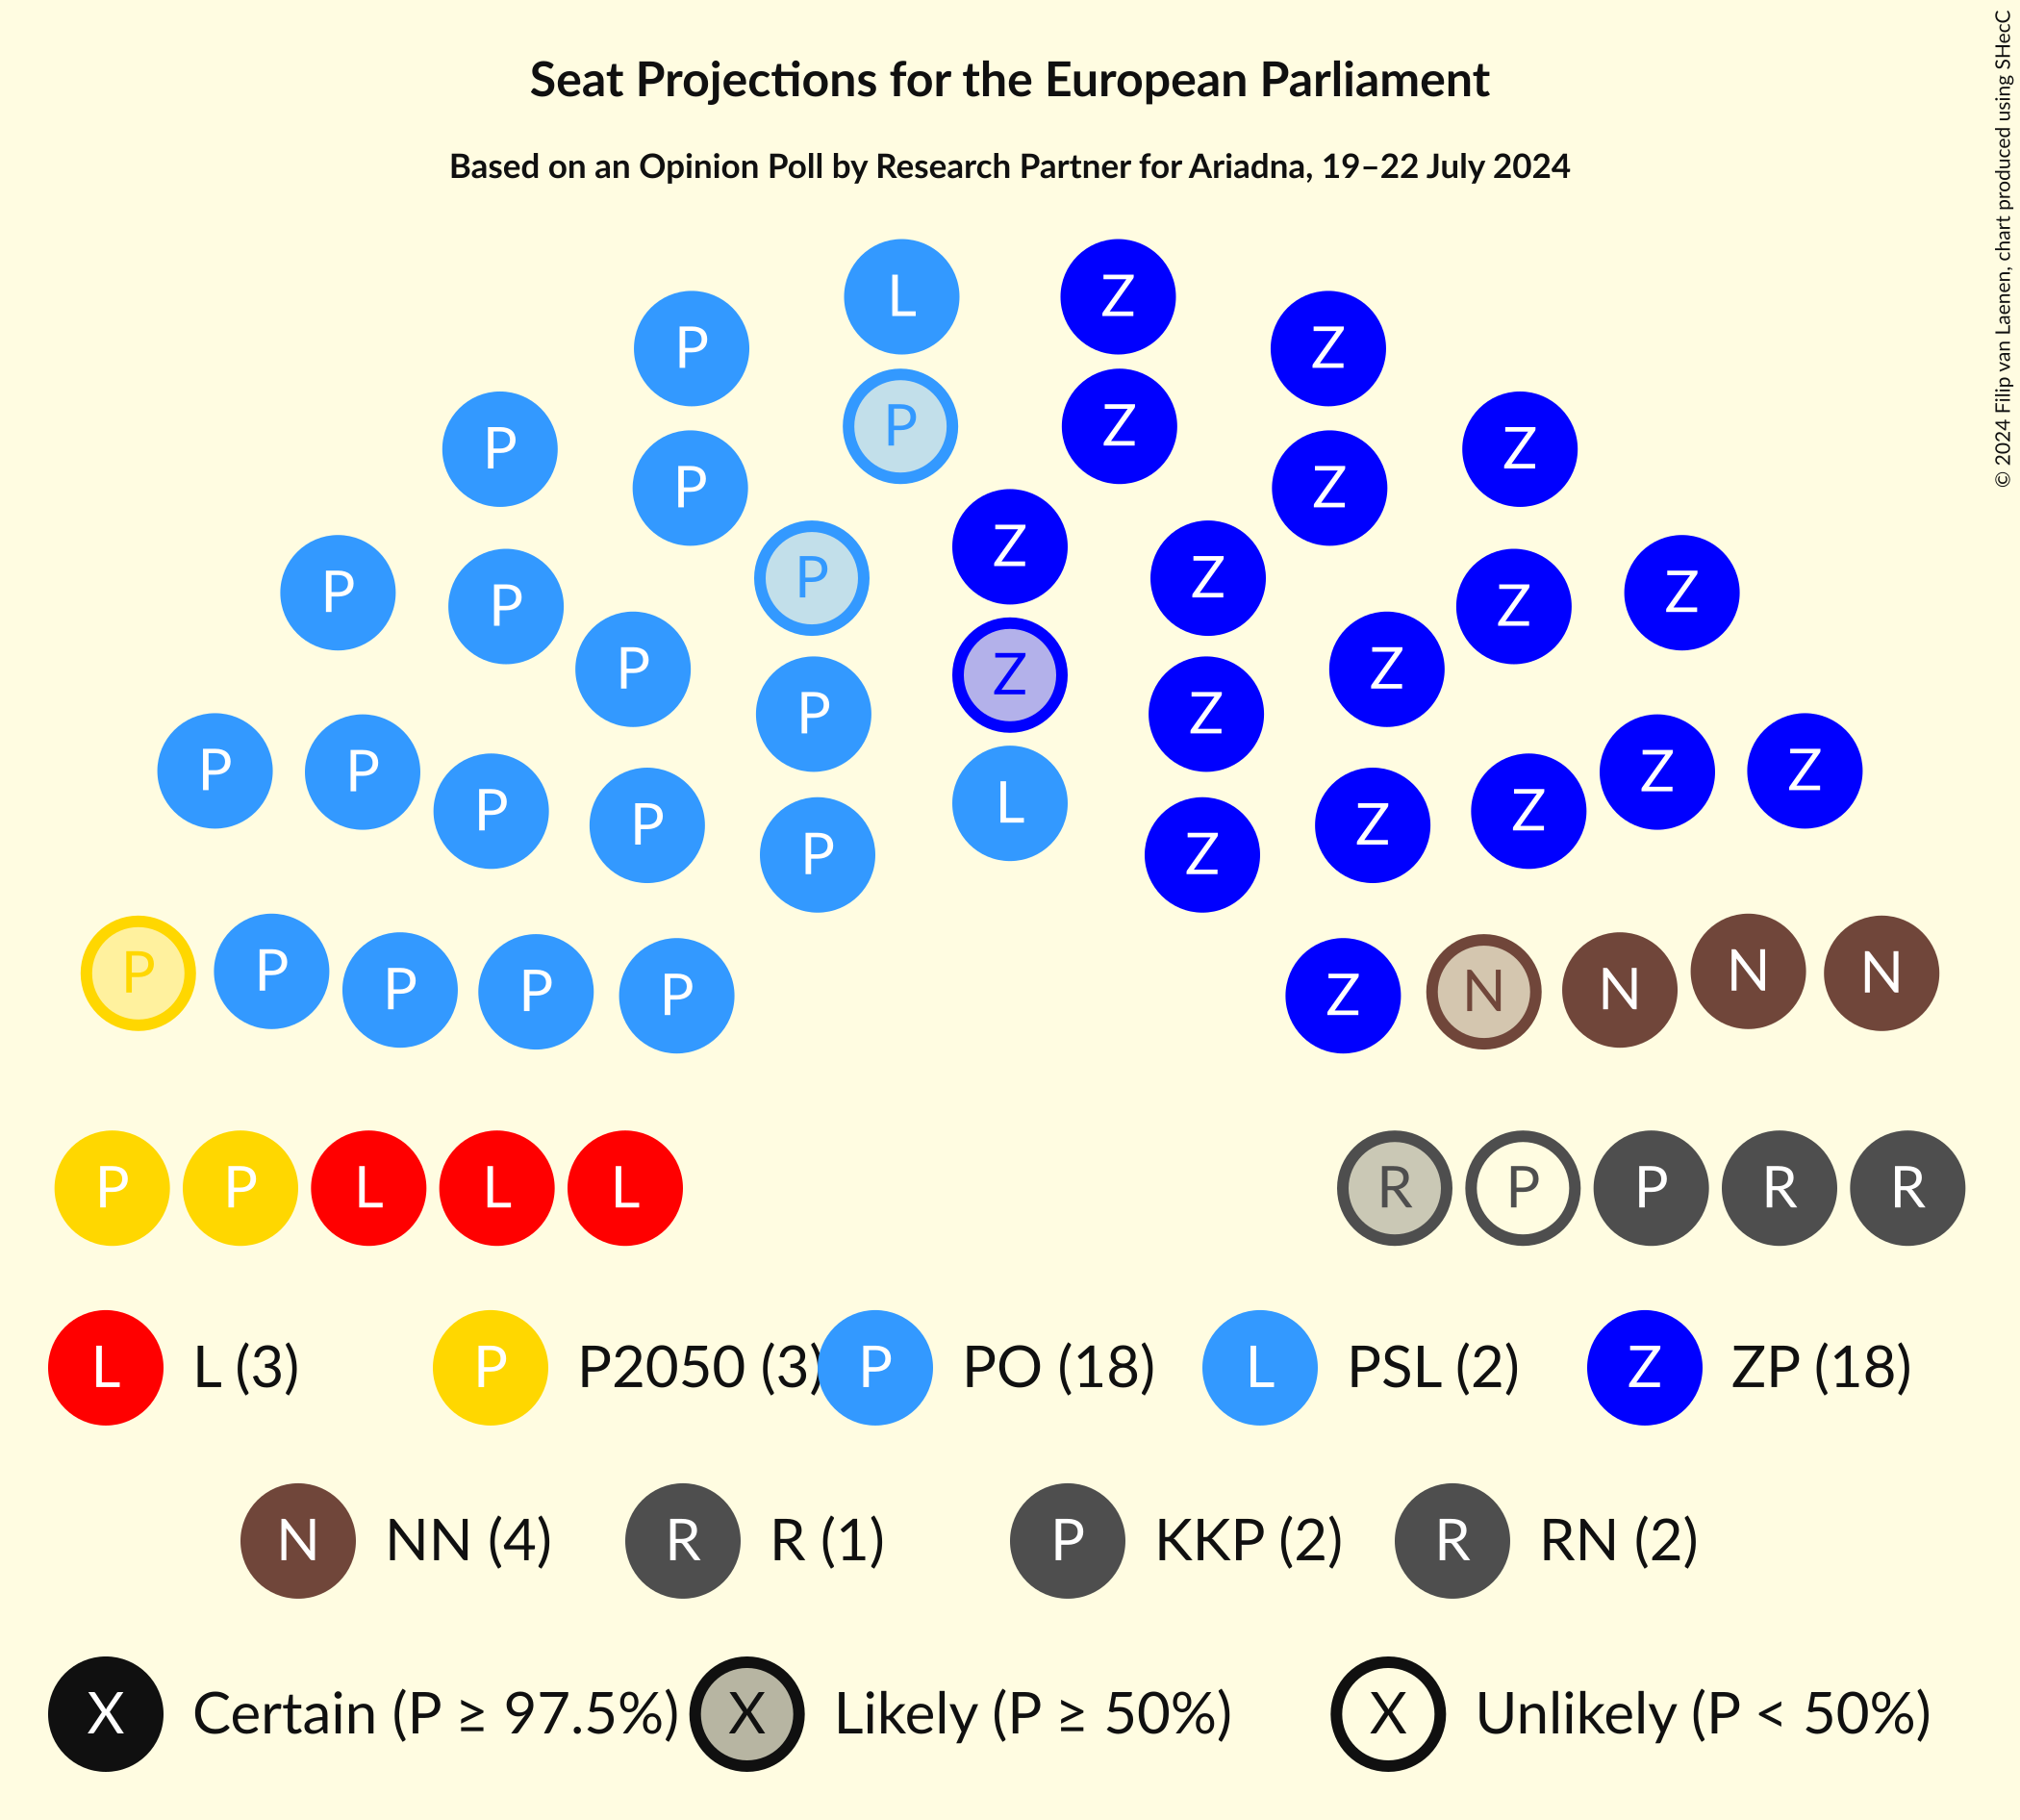 Seat Projections for the European Parliament
Based on an Opinion Poll by Research Partner for Ariadna, 19–22 July 2024
© 2024 Filip van Laenen, chart produced using SHecC
L Z
P Z
P P Z
P Z
P Z Z
Z
P Z
P P Z
P Z Z
P Z
Z
P Z
P P Z Z
L
P P Z Z
P Z
P P P N N
P P N N
P Z
P P L L L R P P R R
L L (3) P P2050 (3) P PO (18) L PSL (2) Z ZP (18)
N NN (4) R R (1) P KKP (2) R RN (2)
X Certain (P ≥ 97.5%) X Likely (P ≥ 50%) X Unlikely (P < 50%)